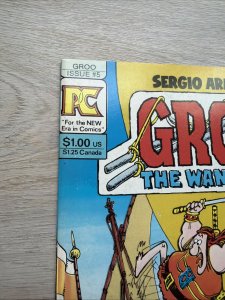 GROO
ISSUE #5
PC
"For the NEW
Era in Comics"
$1.00 US
$1.25 Canada
SERGIO AR
GRO
THE WAN